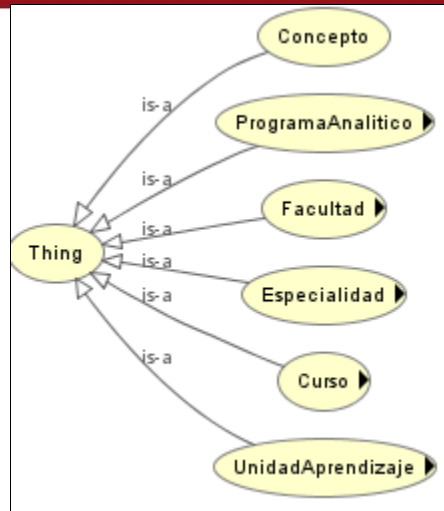 Concepto
is-a
ProgramaAnalitico
is-a
Facultad
is-a
Thing
is-a
Especialidad
is-a
Curso
is-a
UnidadAprendizaje